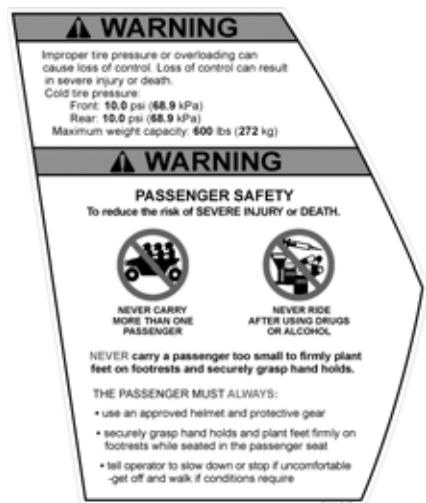 WARNING
Improper tire pressure or overloading can
cause loss of control. Loss of control can result
in severe injury or death.
Cold tire pressure:
Front: 10.0 psi (68.9 kPa)
Rear: 10.0 psi (68.9 kPa)
Maximum weight capacity: 600 lbs (272 kg)
WARNING
PASSENGER SAFETY
To reduce the risk of SEVERE INJURY or DEATH.
NEVER CARRY
MORE THAN ONE
PASSENGER
NEVER RIDE
AFTER USING DRUGS
OR ALCOHOL
NEVER carry a passenger too small to firmly plant
feet on footrests and securely grasp hand holds.
THE PASSENGER MUST ALWAYS:
• use an approved helmet and protective gear
• securely grasp hand holds and plant feet firmly on
footrests while seated in the passenger seat
• tell operator to slow down or stop if uncomfortable
-get off and walk if conditions require